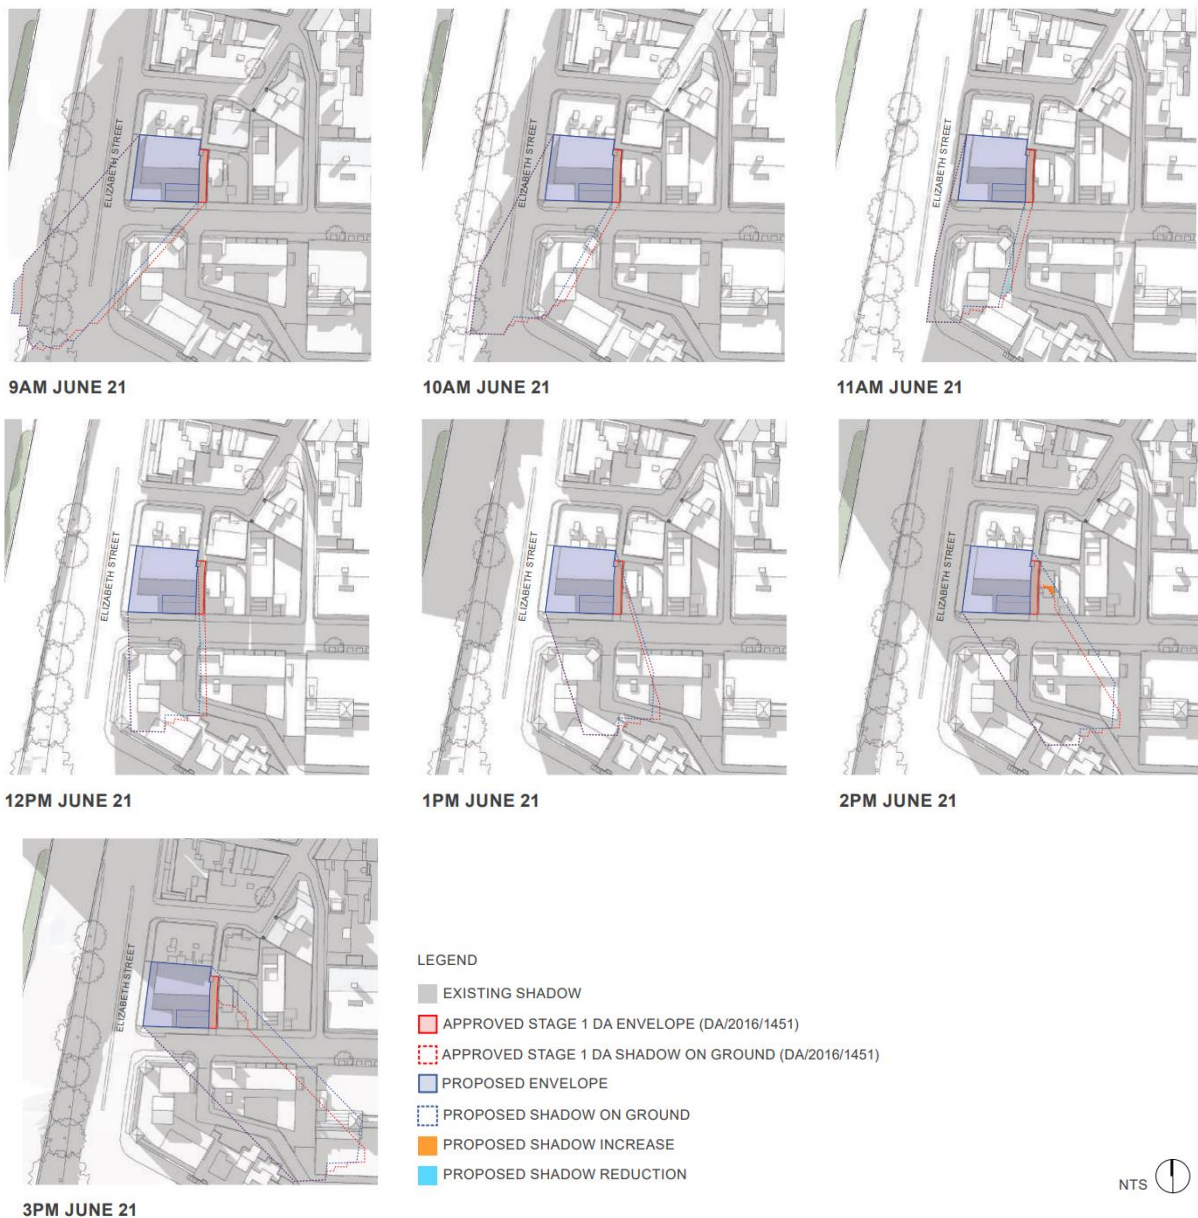 ELIZABETH STREET
ELIZABETH STREET
ELIZABETH STREET
9AM JUNE 21
10AM JUNE 21
11AM JUNE 21
ELIZABETH STREET
ELIZABETH STREET
ELIZABETH STREET
12PM JUNE 21
1PM JUNE 21
2PM JUNE 21
ELIZABETH STREET
3PM JUNE 21
LEGEND
EXISTING SHADOW
APPROVED STAGE 1 DA ENVELOPE (DA/2016/1451)
APPROVED STAGE 1 DA SHADOW ON GROUND (DA/2016/1451)
PROPOSED ENVELOPE
PROPOSED SHADOW ON GROUND
PROPOSED SHADOW INCREASE
PROPOSED SHADOW REDUCTION
NTS